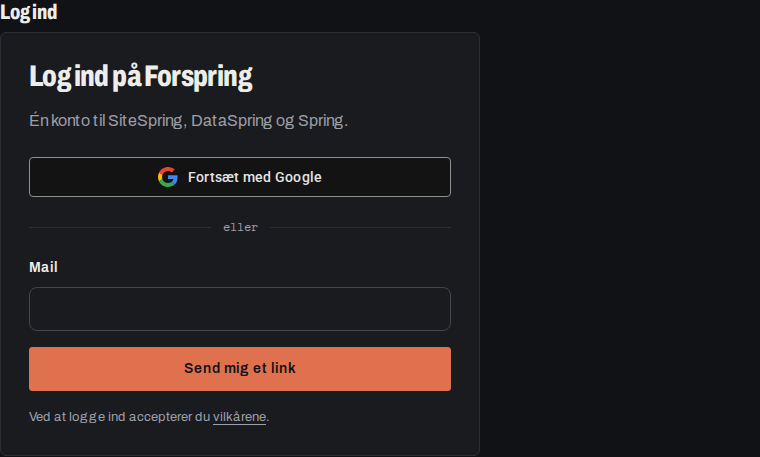 Log ind
Log ind på Forspring
Én konto til SiteSpring, DataSpring og Spring.
Fortsæt med Google
eller
Mail
Send mig et link
Ved at logge ind accepterer du vilkårene.